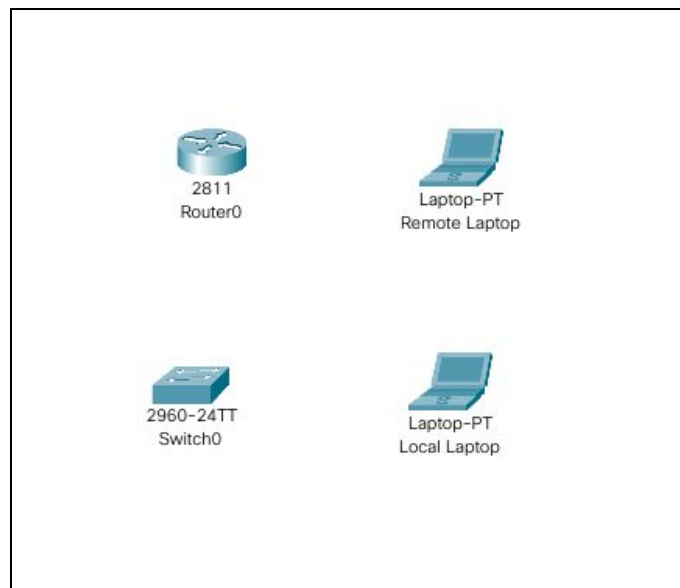 2811
Router0
Laptop-PT
Remote Laptop
2960-24TT
Switch0
Laptop-PT
Local Laptop